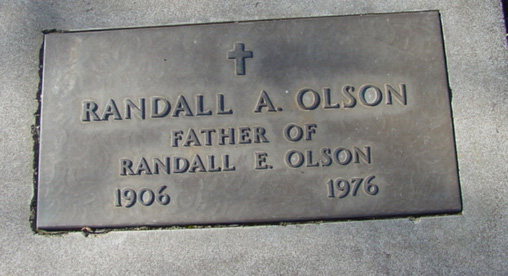 RANDALL A. OLSON
FATHER OF
RANDALL E. OLSON
1906 1976